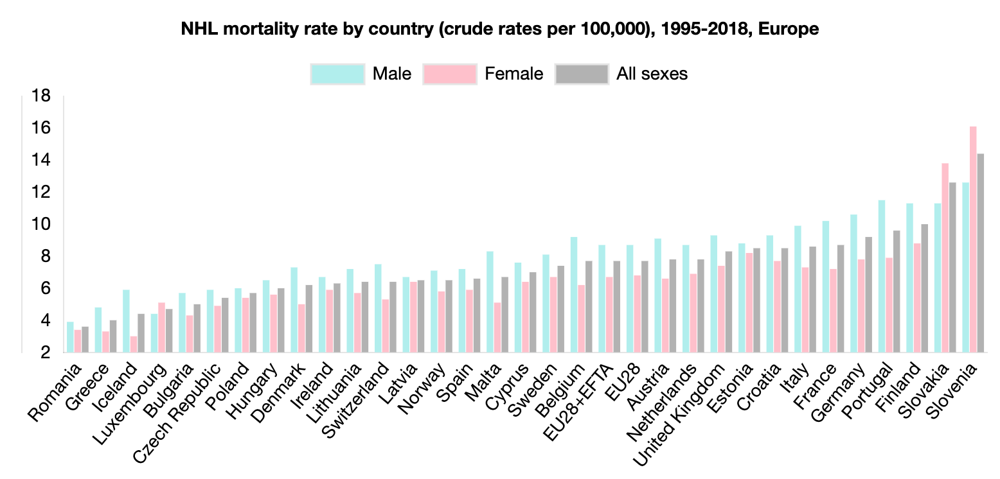 NHL mortality rate by country (crude rates per 100,000), 1995-2018, Europe
Male Female All sexes
18
16
14
12
10
8
6
4
2
Romania
Greece
Iceland
Luxembourg
Bulgaria
Czech Republic
Poland
Hungary
Denmark
Ireland
Lithuania
Switzerland
Latvia
Norway
Spain
Malta
Cyprus
Sweden
Belgium
EU28+EFTA
EU28
Austria
Netherlands
United Kingdom
Estonia
Croatia
Italy
France
Germany
Portugal
Finland
Slovakia
Slovenia